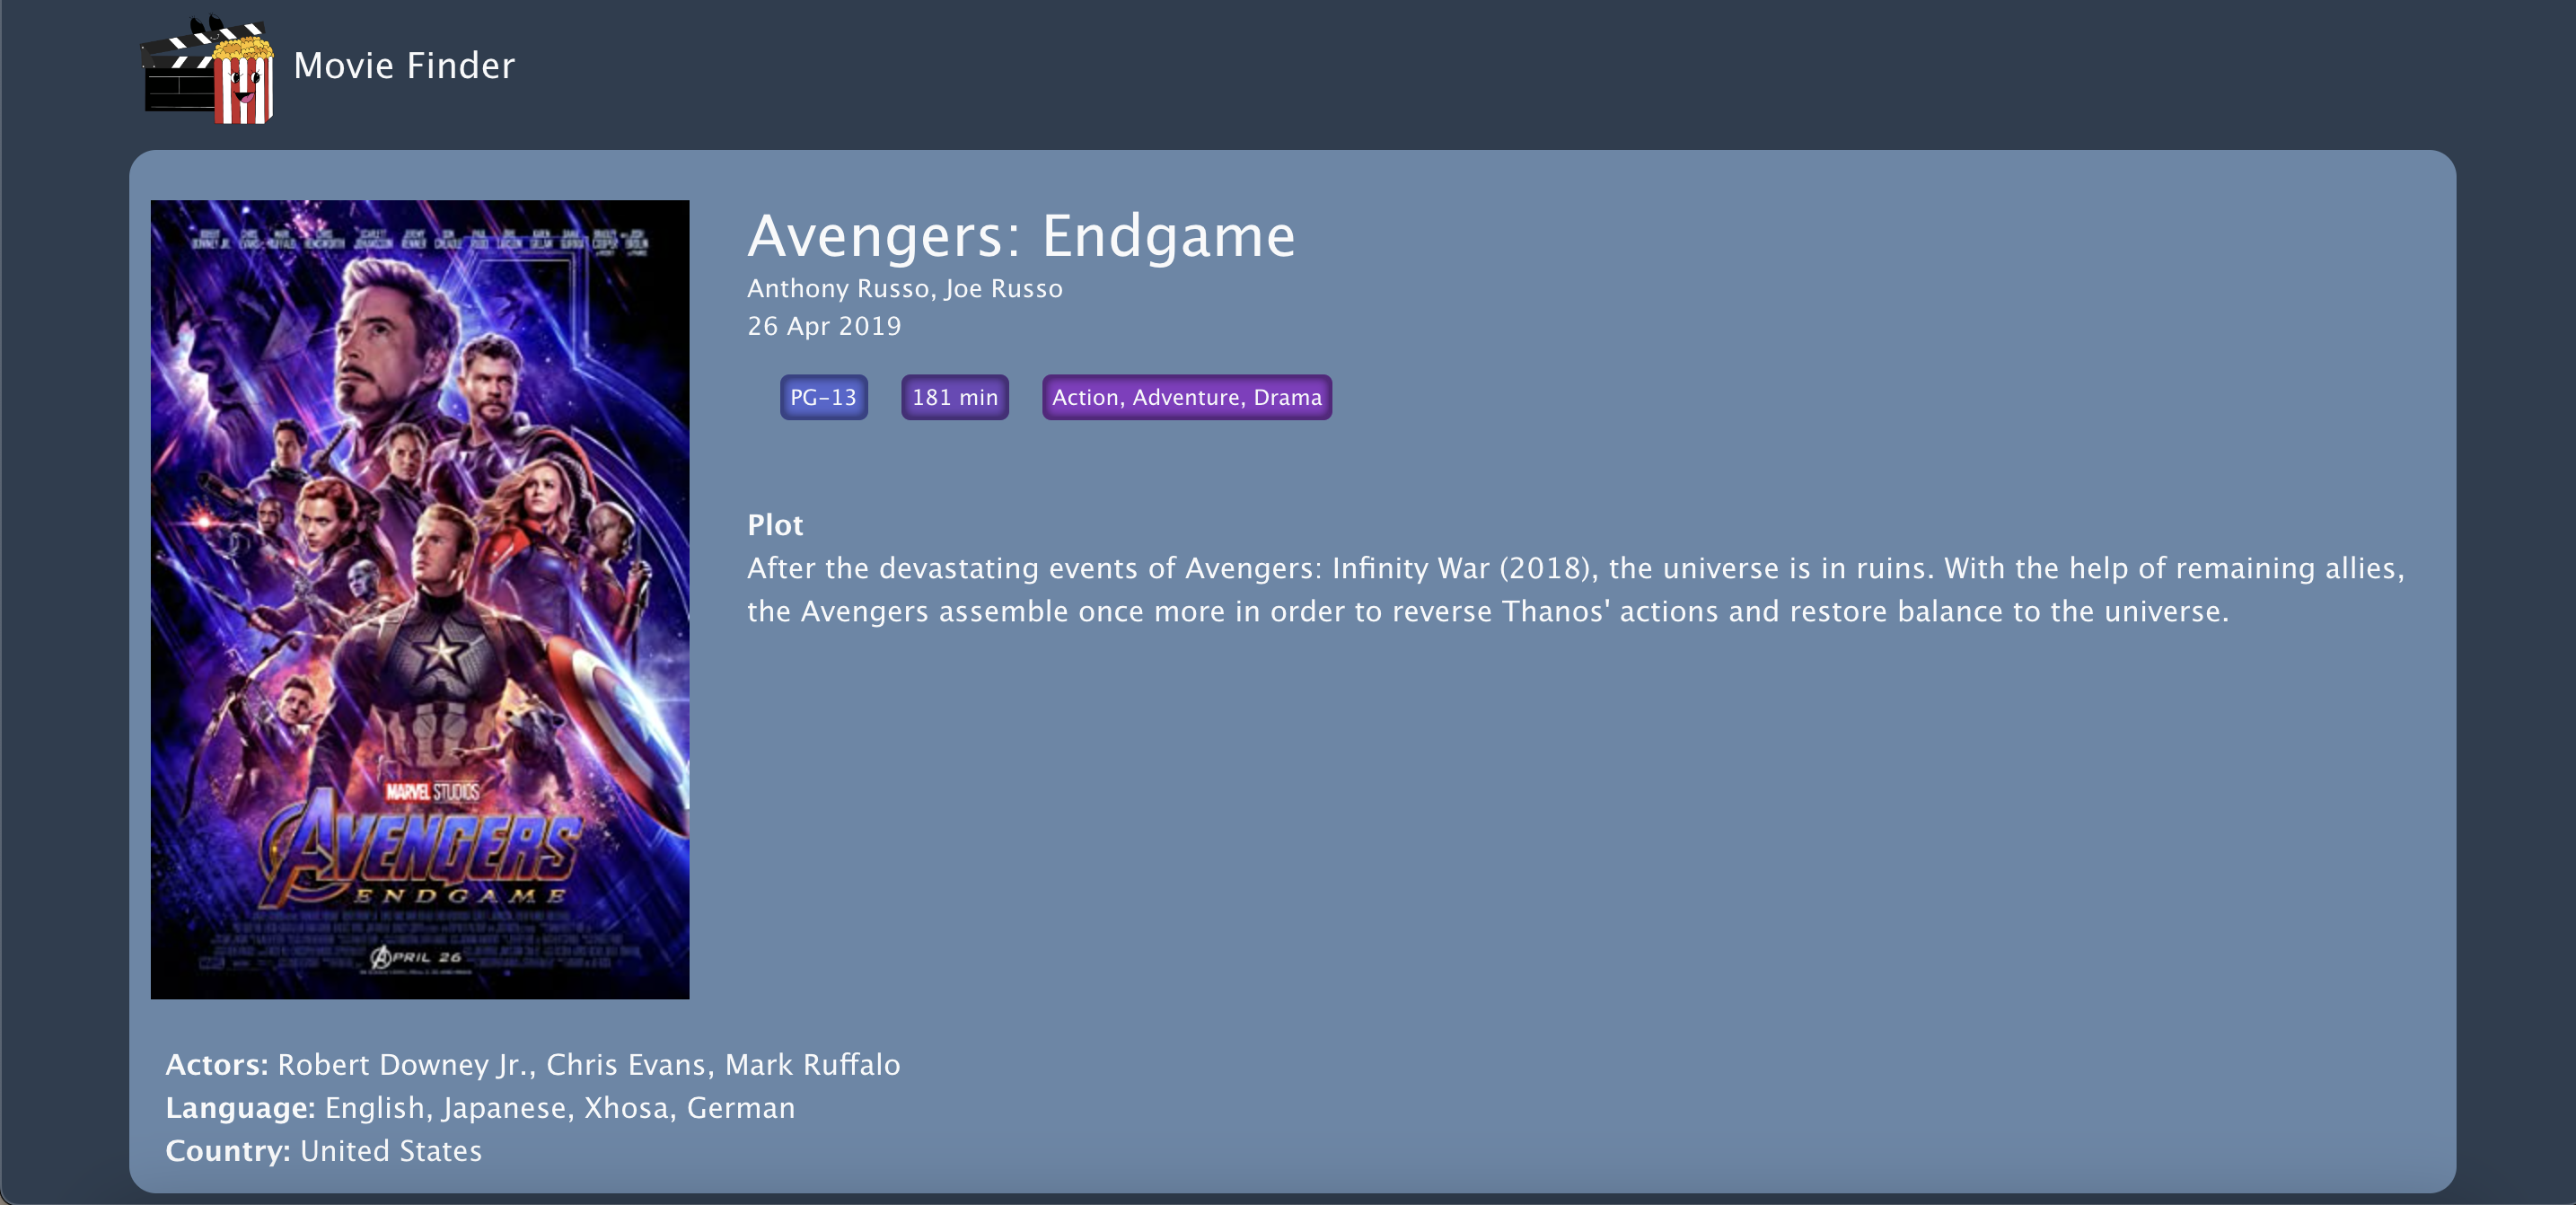 Movie Finder
Avengers: Endgame
Anthony Russo, Joe Russo
26 Apr 2019
PG-13
181 min
Action, Adventure, Drama
Plot
After the devastating events of Avengers: Infinity War (2018), the universe is in ruins. With the help of remaining allies,
the Avengers assemble once more in order to reverse Thanos' actions and restore balance to the universe.
MARVEL STUDIOS
AVENGERS
ENDGAME
APRIL 26
Actors: Robert Downey Jr., Chris Evans, Mark Ruffalo
Language: English, Japanese, Xhosa, German
Country: United States